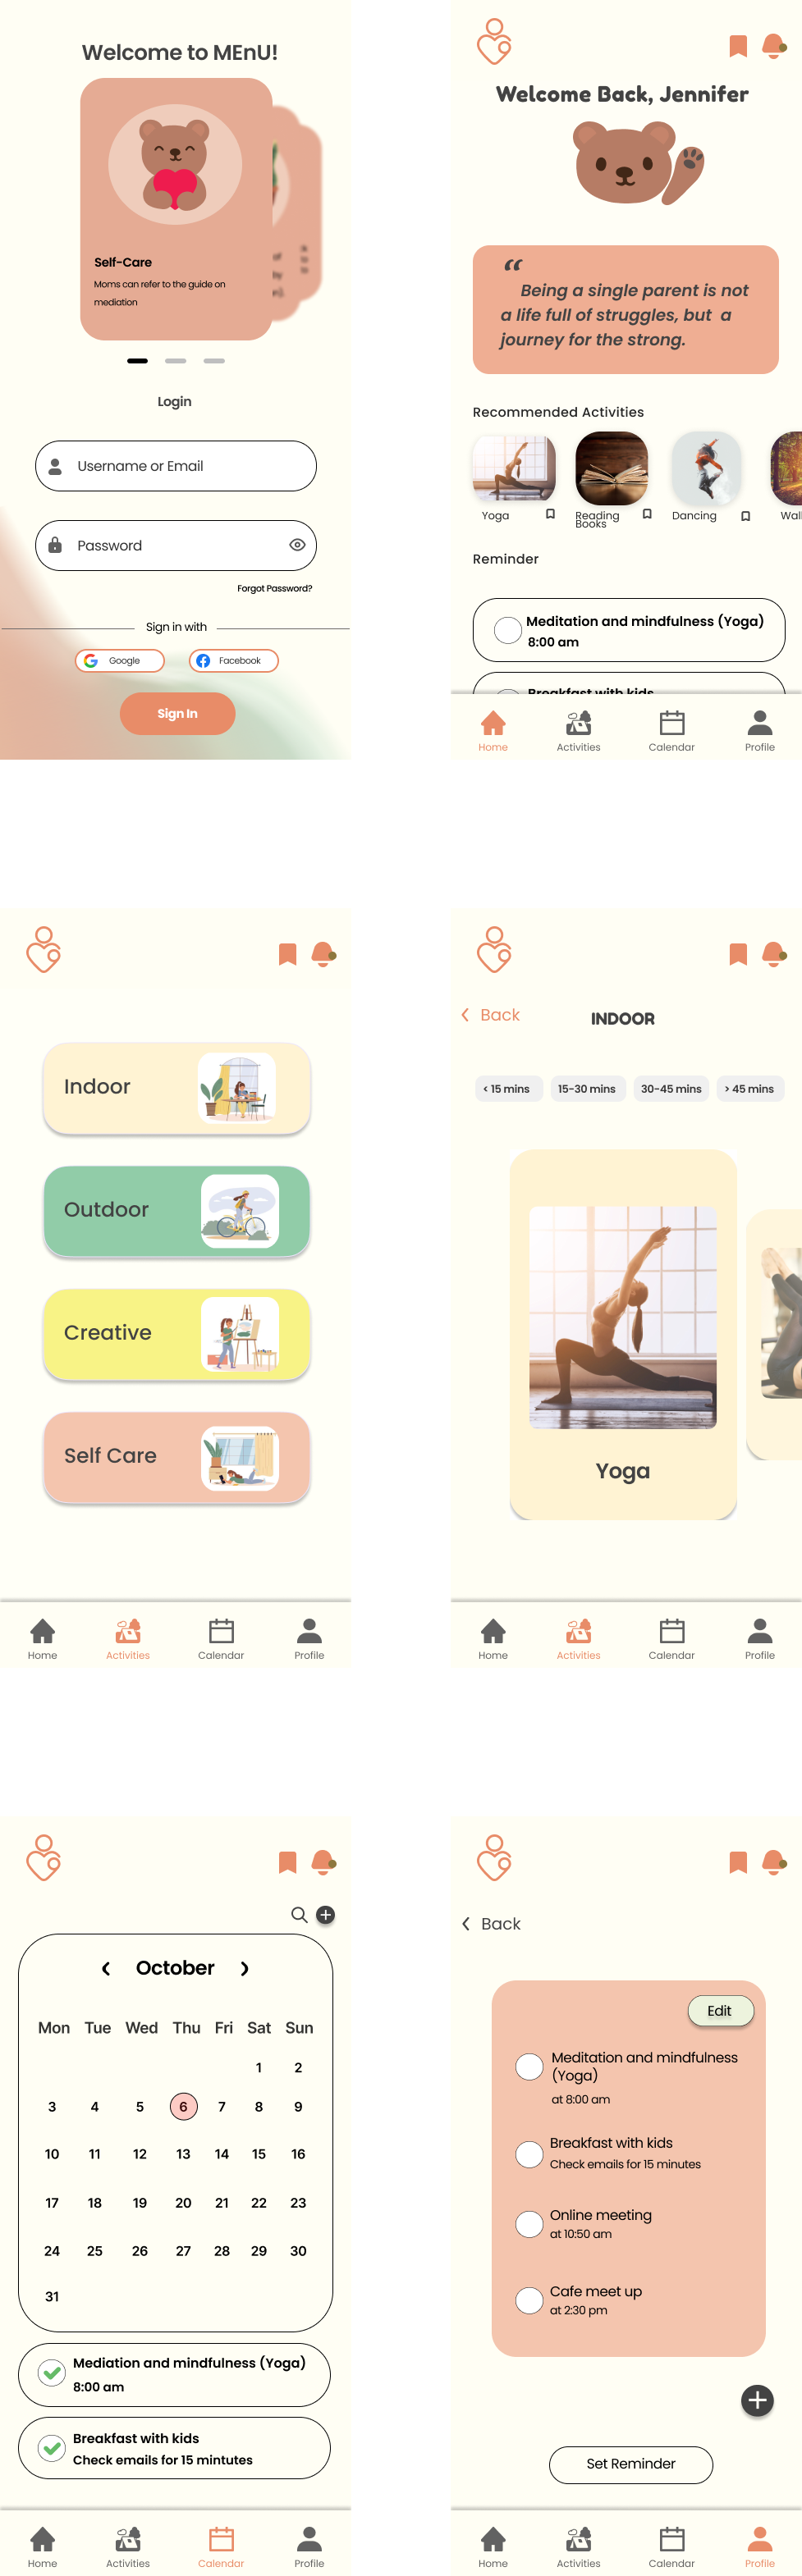 Welcome to MEnU!
Self-Care
Moms can refer to the guide on
mediation
Login
Username or Email
Password
Forgot Password?
Sign in with
Google
Facebook
Sign In
Welcome Back, Jennifer
“
Being a single parent is not
a life full of struggles, but a
journey for the strong.
Recommended Activities
Yoga
Reading
Books
Dancing
Wal
Reminder
Meditation and mindfulness (Yoga)
8:00 am
Breakfast with kids
Home
Activities
Calendar
Profile
Indoor
Outdoor
Creative
Self Care
Home
Activities
Calendar
Profile
Back
INDOOR
< 15 mins
15-30 mins
30-45 mins
> 45 mins
Yoga
Home
Activities
Calendar
Profile
October
Mon Tue Wed Thu Fri Sat Sun
1 2
3 4 5 6 7 8 9
10 11 12 13 14 15 16
17 18 19 20 21 22 23
24 25 26 27 28 29 30
31
Mediation and mindfulness (Yoga)
8:00 am
Breakfast with kids
Check emails for 15 mintutes
Home
Activities
Calendar
Profile
Back
Edit
Meditation and mindfulness
(Yoga)
at 8:00 am
Breakfast with kids
Check emails for 15 minutes
Online meeting
at 10:50 am
Cafe meet up
at 2:30 pm
Set Reminder
Home
Activities
Calendar
Profile